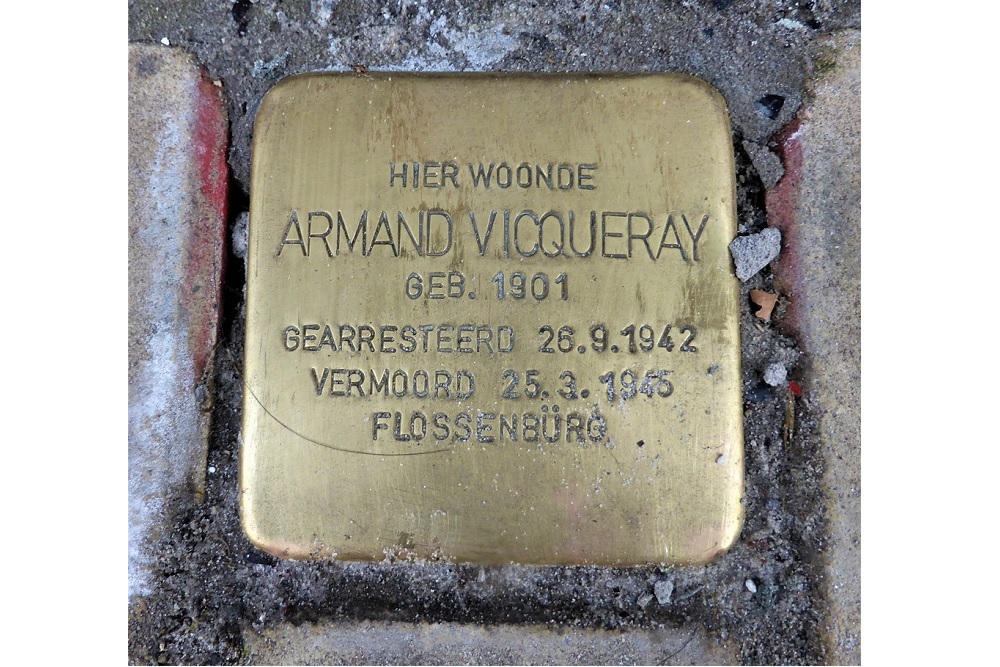 HIER WOONDE
ARMAND VICQUERAY
GEB. 1901
GEARRESTEERD 26.9.1942
VERMOORD 25.3.1945
FLOSSENBÜRG